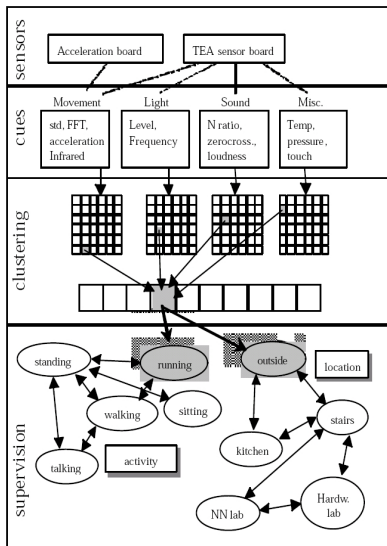 sensors
Acceleration board
TEA sensor board
cues
Movement
Light
Sound
Misc.
std, FFT,
acceleration
Infrared
Level,
Frequency
N ratio,
zerocross.,
loudness
Temp,
pressure,
touch
clustering
supervision
standing
running
outside
location
walking
sitting
stairs
talking
activity
kitchen
NN lab
Hardw.
lab